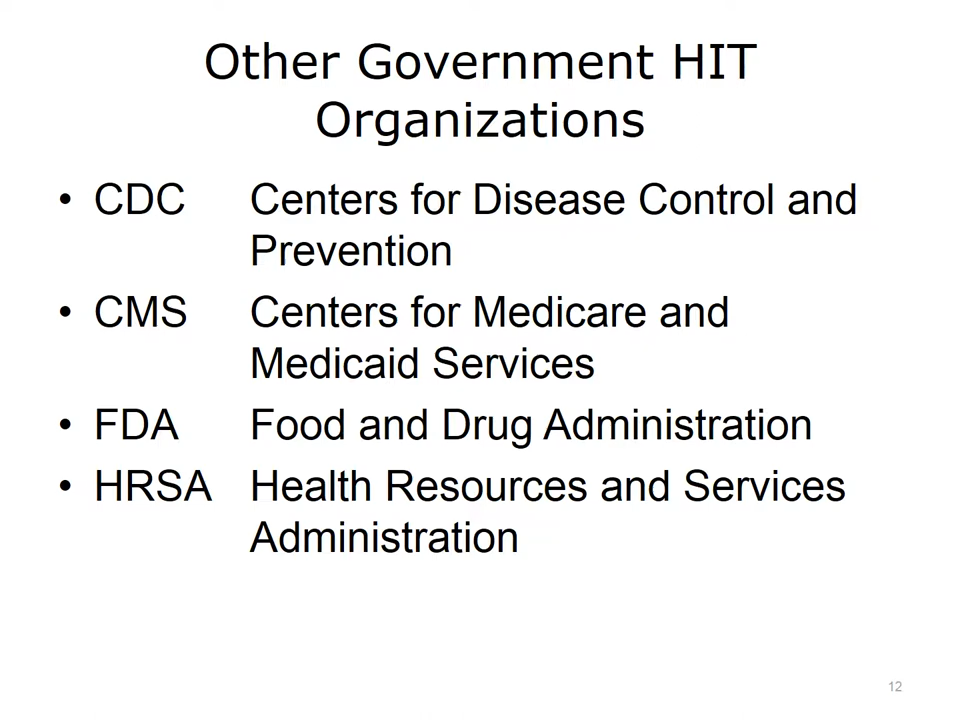 Other Government HIT
Organizations
• CDC Centers for Disease Control and
Prevention
• CMS Centers for Medicare and
Medicaid Services
• FDA Food and Drug Administration
• HRSA Health Resources and Services
Administration
12